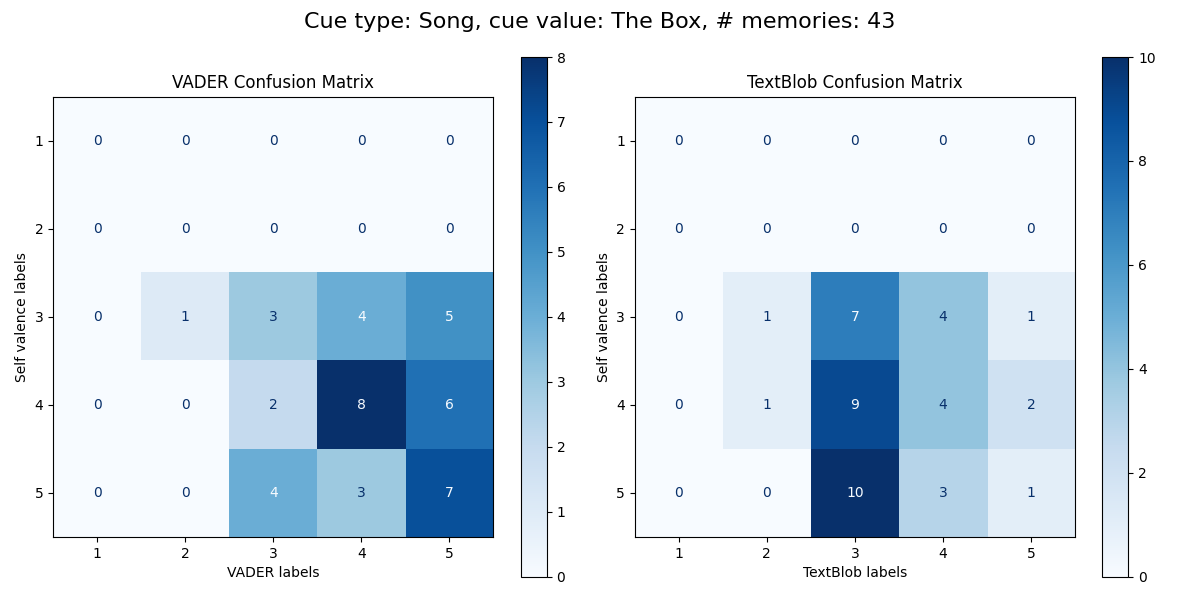 Cue type: Song, cue value: The Box, # memories: 43
VADER Confusion Matrix
Self valence labels
1 0 0 0 0 0
2 0 0 0 0 0
3 0 1 3 4 5
4 0 0 2 8 6
5 0 0 4 3 7
1 2 3 4 5
VADER labels
8
7
6
5
4
3
2
1
0
TextBlob Confusion Matrix
Self valence labels
1 0 0 0 0 0
2 0 0 0 0 0
3 0 1 7 4 1
4 0 1 9 4 2
5 0 0 10 3 1
1 2 3 4 5
TextBlob labels
10
8
6
4
2
0